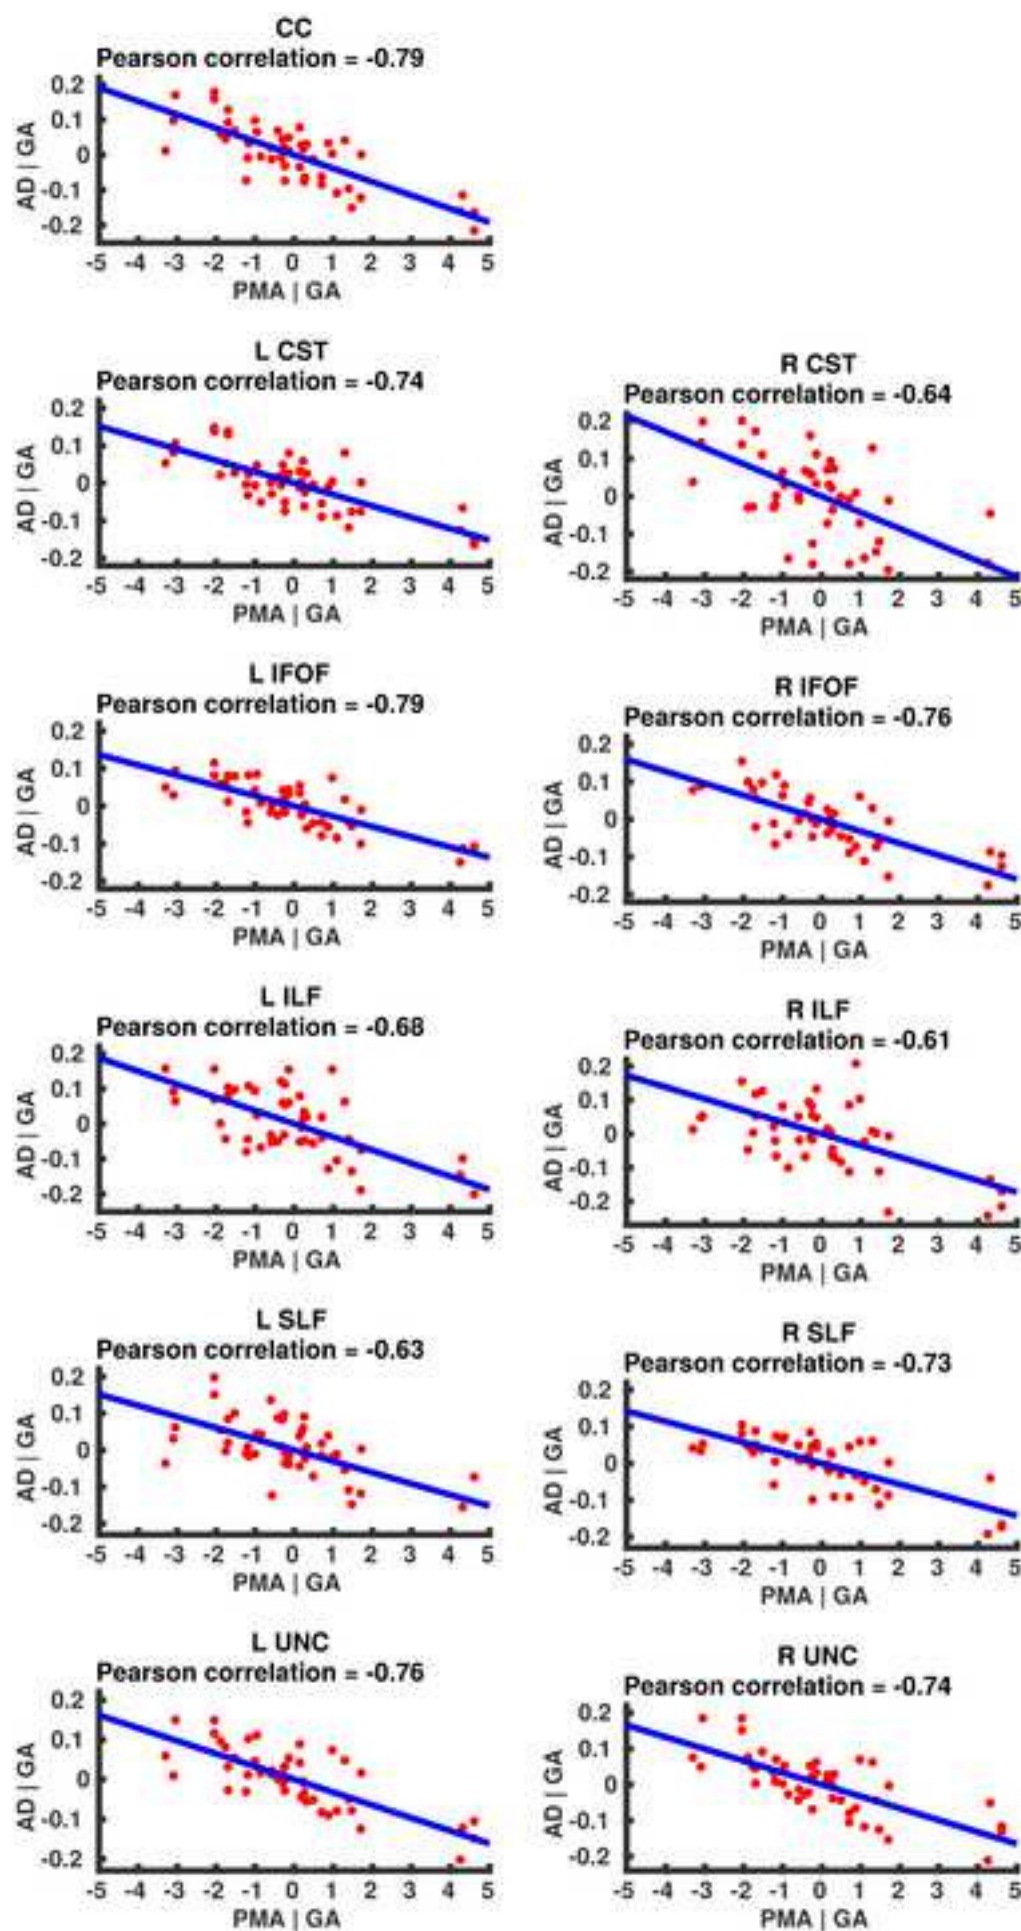 CC
Pearson correlation = -0.79
0.2
0.1
0
-0.1
-0.2
AD | GA
-5 -4 -3 -2 -1 0 1 2 3 4 5
PMA | GA
L CST
Pearson correlation = -0.74
0.2
0.1
0
-0.1
-0.2
AD | GA
-5 -4 -3 -2 -1 0 1 2 3 4 5
PMA | GA
R CST
Pearson correlation = -0.64
0.2
0.1
0
-0.1
-0.2
AD | GA
-5 -4 -3 -2 -1 0 1 2 3 4 5
PMA | GA
L IFOF
Pearson correlation = -0.79
0.2
0.1
0
-0.1
-0.2
AD | GA
-5 -4 -3 -2 -1 0 1 2 3 4 5
PMA | GA
R IFOF
Pearson correlation = -0.76
0.2
0.1
0
-0.1
-0.2
AD | GA
-5 -4 -3 -2 -1 0 1 2 3 4 5
PMA | GA
L ILF
Pearson correlation = -0.68
0.2
0.1
0
-0.1
-0.2
AD | GA
-5 -4 -3 -2 -1 0 1 2 3 4 5
PMA | GA
R ILF
Pearson correlation = -0.61
0.2
0.1
0
-0.1
-0.2
AD | GA
-5 -4 -3 -2 -1 0 1 2 3 4 5
PMA | GA
L SLF
Pearson correlation = -0.63
0.2
0.1
0
-0.1
-0.2
AD | GA
-5 -4 -3 -2 -1 0 1 2 3 4 5
PMA | GA
R SLF
Pearson correlation = -0.73
0.2
0.1
0
-0.1
-0.2
AD | GA
-5 -4 -3 -2 -1 0 1 2 3 4 5
PMA | GA
L UNC
Pearson correlation = -0.76
0.2
0.1
0
-0.1
-0.2
AD | GA
-5 -4 -3 -2 -1 0 1 2 3 4 5
PMA | GA
R UNC
Pearson correlation = -0.74
0.2
0.1
0
-0.1
-0.2
AD | GA
-5 -4 -3 -2 -1 0 1 2 3 4 5
PMA | GA